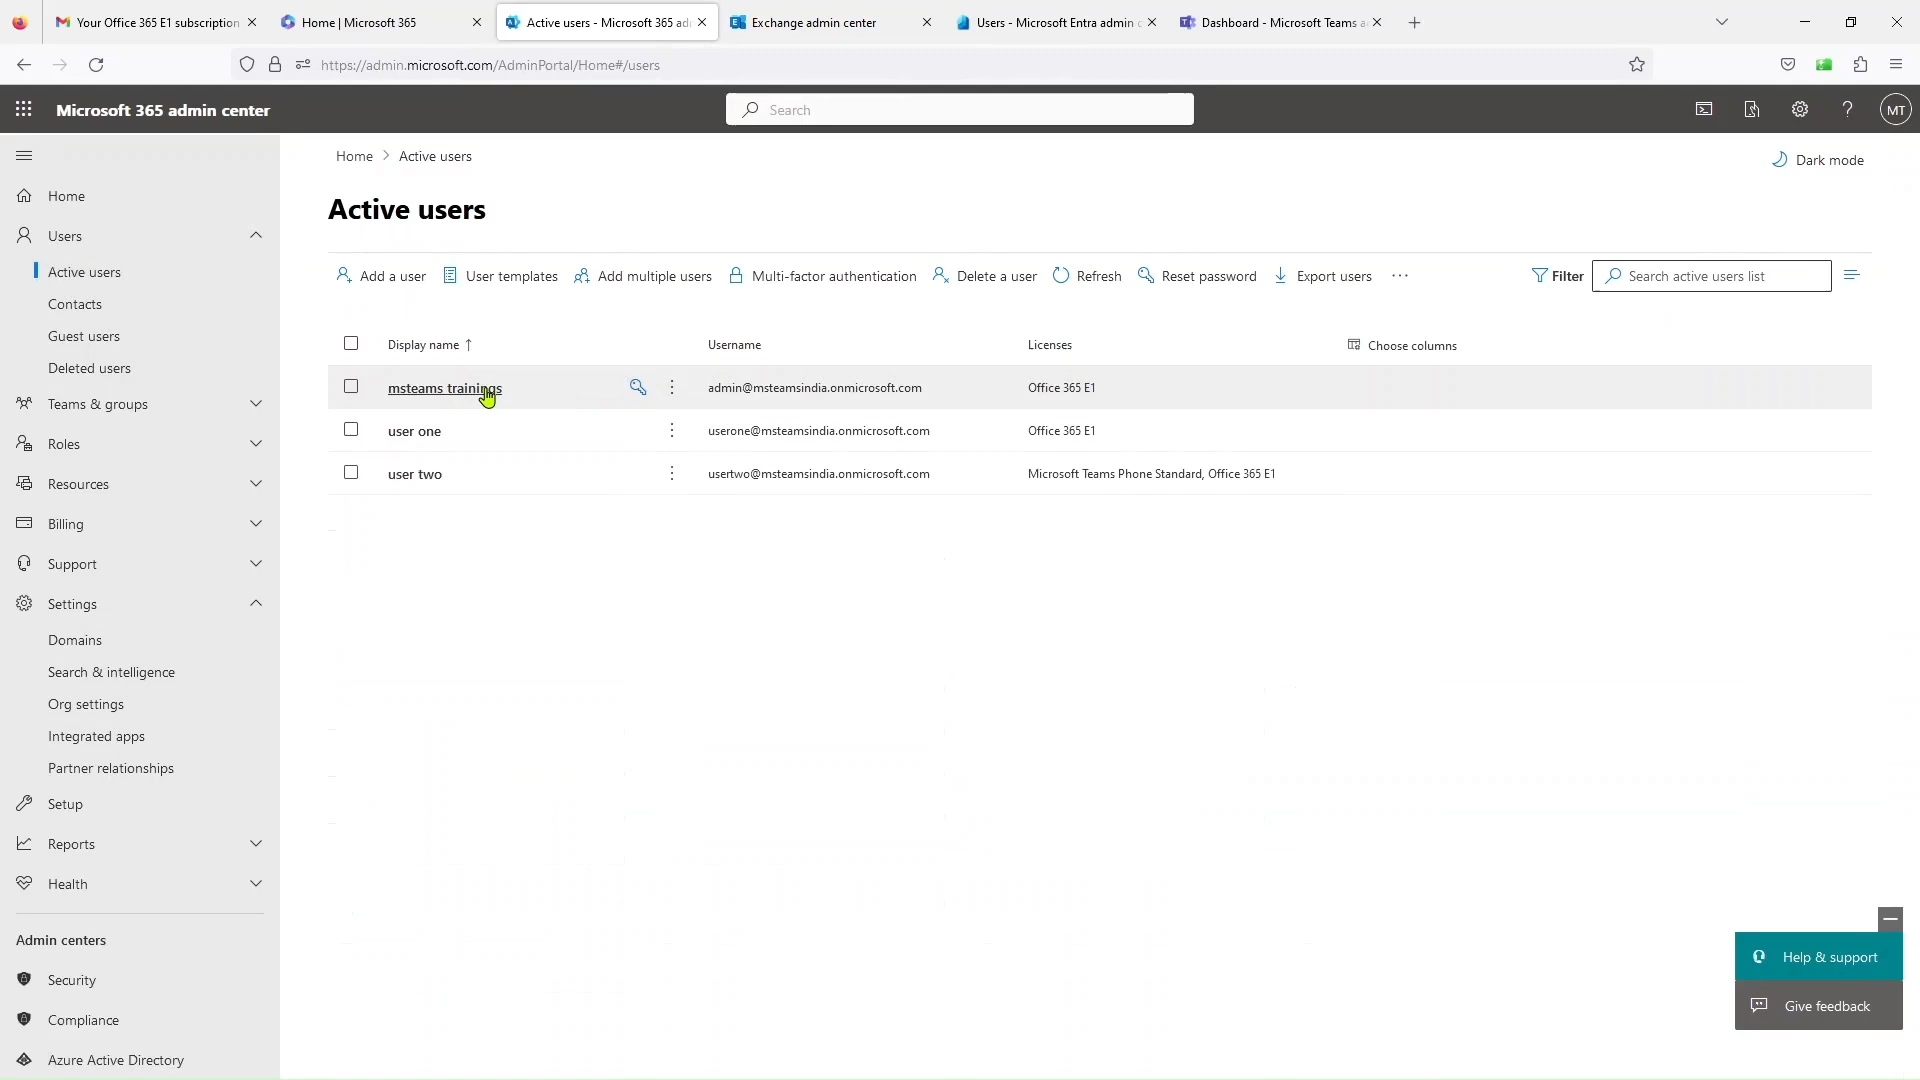 Your Office 365 E1 subscription
Home | Microsoft 365
Active users - Microsoft 365 adr
Exchange admin center
Users - Microsoft Entra admin c
Dashboard - Microsoft Teams a
https://admin.microsoft.com/AdminPortal/Home#/users
Microsoft 365 admin center
Search
MT
Home > Active users
Dark mode
Active users
Add a user
User templates
Add multiple users
Multi-factor authentication
Delete a user
Refresh
Reset password
Export users
Filter
Search active users list
Display name ↑ Username Licenses Choose columns
msteams trainings admin@msteamsindia.onmicrosoft.com Office 365 E1
user one userone@msteamsindia.onmicrosoft.com Office 365 E1
user two usertwo@msteamsindia.onmicrosoft.com Microsoft Teams Phone Standard, Office 365 E1
Home
Users
Active users
Contacts
Guest users
Deleted users
Teams & groups
Roles
Resources
Billing
Support
Settings
Domains
Search & intelligence
Org settings
Integrated apps
Partner relationships
Setup
Reports
Health
Admin centers
Security
Compliance
Azure Active Directory
Help & support
Give feedback